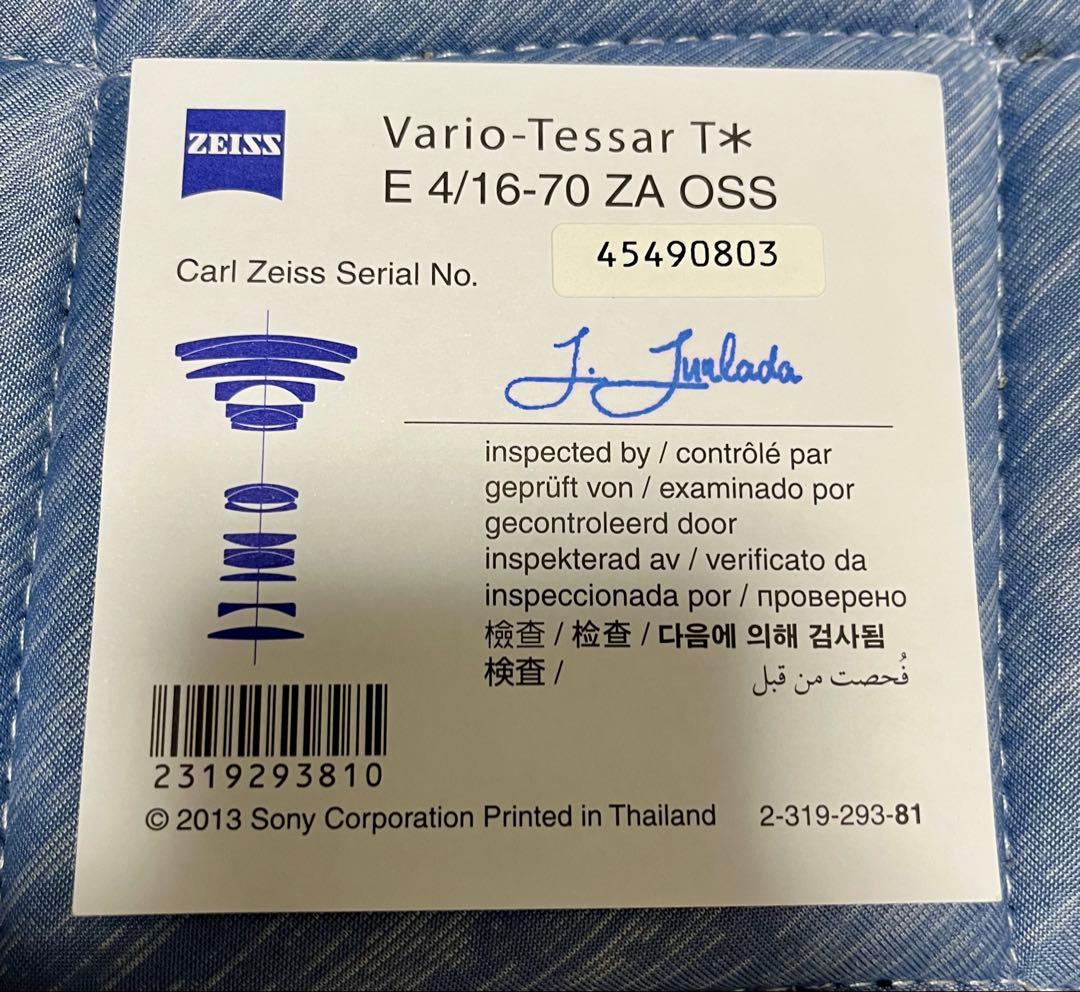 ZEISS
Vario-Tessar T*
E 4/16-70 ZA OSS
45490803
Carl Zeiss Serial No.
J. Jurlada
inspected by / contrôlé par
geprüft von / examinado por
gecontroleerd door
inspekterad av / verificato da
inspeccionada por / проверено
檢查 / 检查 / 다음에 의해 검사됨
検査 / فُحصت من قبل
2319293810
© 2013 Sony Corporation Printed in Thailand 2-319-293-81